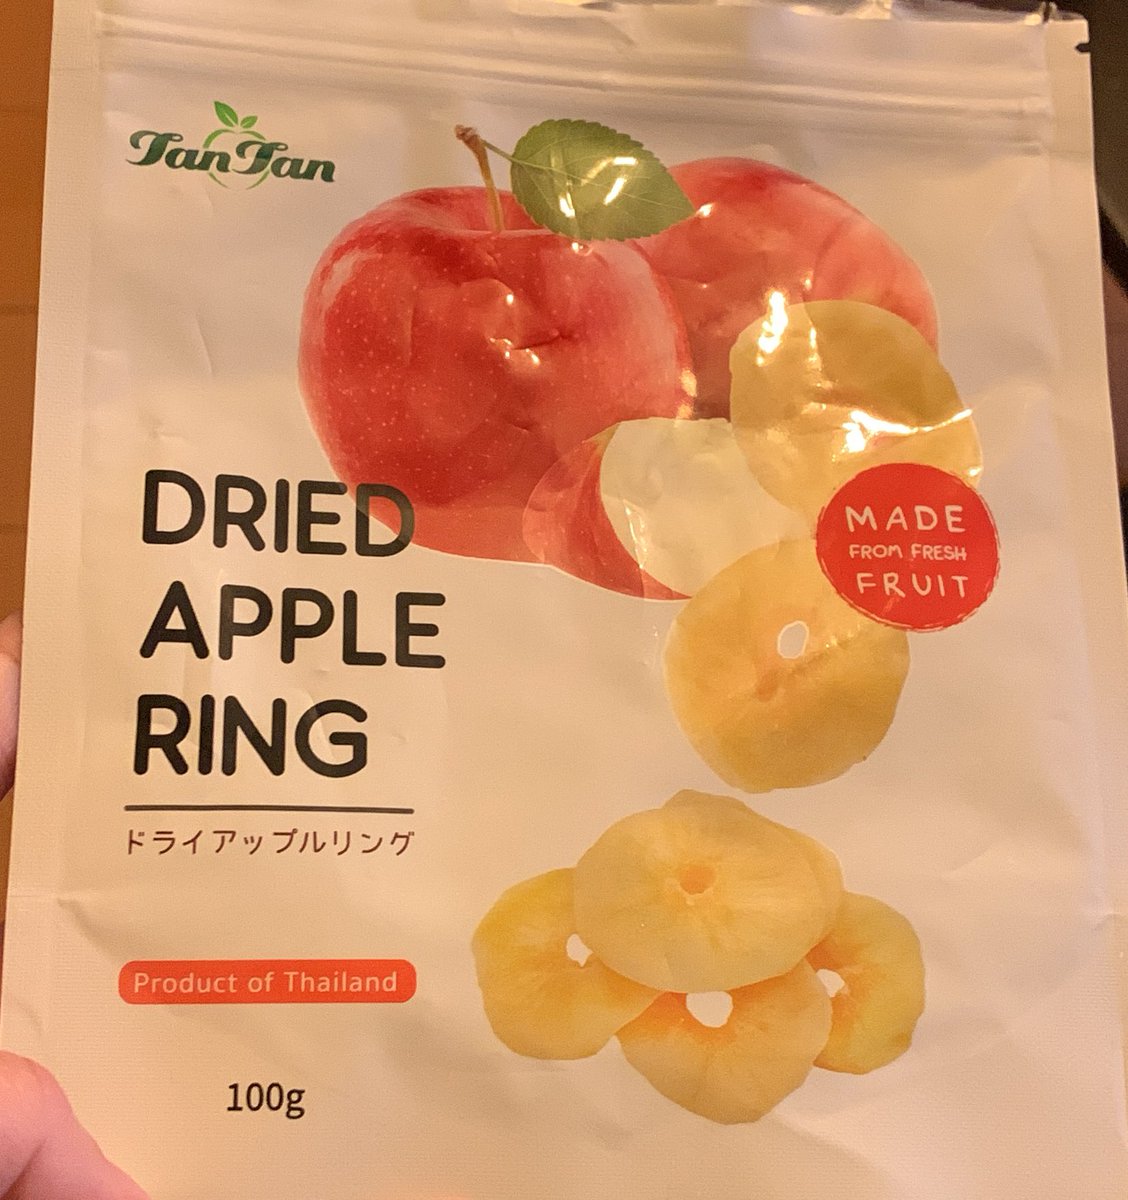 TanTan
DRIED
APPLE
RING
ドライアップルリング
MADE
FROM FRESH
FRUIT
Product of Thailand
100g